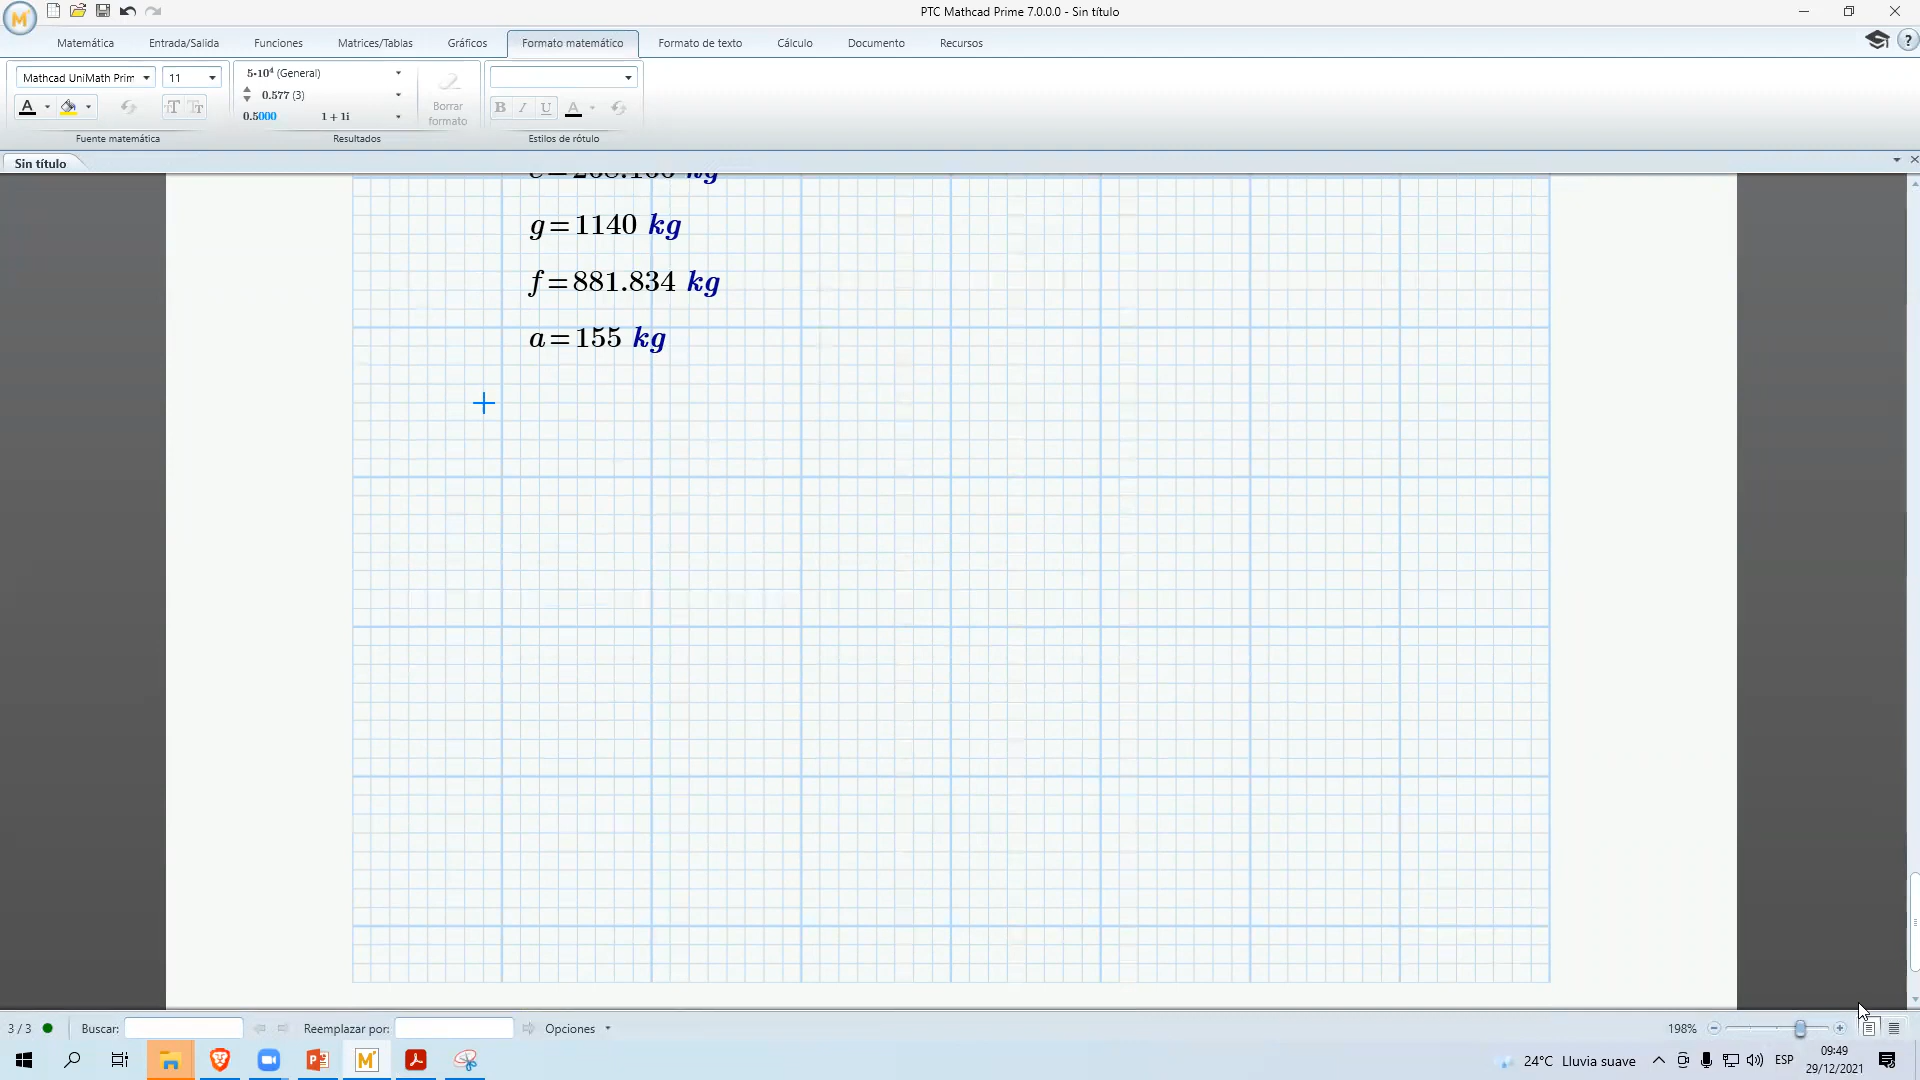 PTC Mathcad Prime 7.0.0.0 - Sin título
Matemática Entrada/Salida Funciones Matrices/Tablas Gráficos Formato matemático Formato de texto Cálculo Documento Recursos
Mathcad UniMath Prim 11 5•10⁴ (General)
0.577 (3)
0.5000 1 + 1i
Borrar formato
B I U A
Fuente matemática Resultados Estilos de rótulo
Sin título
g=1140 kg
f=881.834 kg
a=155 kg
3 / 3 Buscar: Reemplazar por: Opciones 198%
24°C Lluvia suave ESP 09:49
29/12/2021